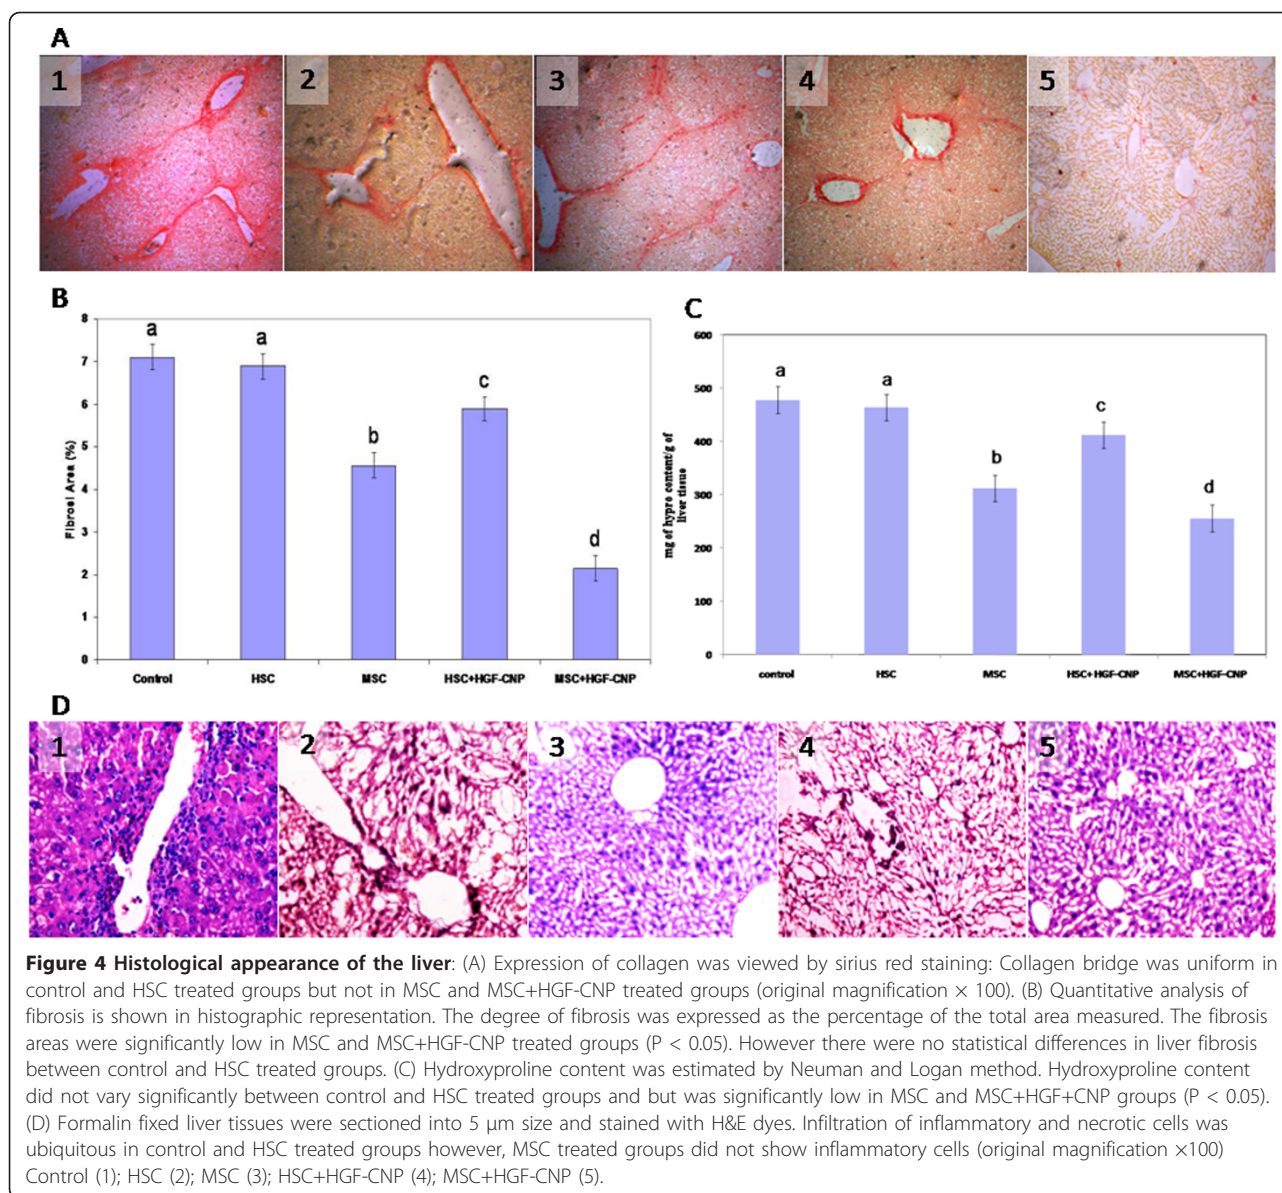 A
1 2 3 4 5
B
8
7
6
5
4
3
2
1
0
Fibrosi Area (%)
a a b c d
Control HSC MSC HSC+HGF-CNP MSC+HGF-CNP
C
600
500
400
300
200
100
0
mg of hypro content/g of
liver tissue
a a b c d
control HSC MSC HSC+HGF-CNP MSC+HGF-CNP
D
1 2 3 4 5
Figure 4 Histological appearance of the liver: (A) Expression of collagen was viewed by sirius red staining: Collagen bridge was uniform in
control and HSC treated groups but not in MSC and MSC+HGF-CNP treated groups (original magnification × 100). (B) Quantitative analysis of
fibrosis is shown in histographic representation. The degree of fibrosis was expressed as the percentage of the total area measured. The fibrosis
areas were significantly low in MSC and MSC+HGF-CNP treated groups (P < 0.05). However there were no statistical differences in liver fibrosis
between control and HSC treated groups. (C) Hydroxyproline content was estimated by Neuman and Logan method. Hydroxyproline content
did not vary significantly between control and HSC treated groups and but was significantly low in MSC and MSC+HGF+CNP groups (P < 0.05).
(D) Formalin fixed liver tissues were sectioned into 5 μm size and stained with H&E dyes. Infiltration of inflammatory and necrotic cells was
ubiquitous in control and HSC treated groups however, MSC treated groups did not show inflammatory cells (original magnification ×100)
Control (1); HSC (2); MSC (3); HSC+HGF-CNP (4); MSC+HGF-CNP (5).